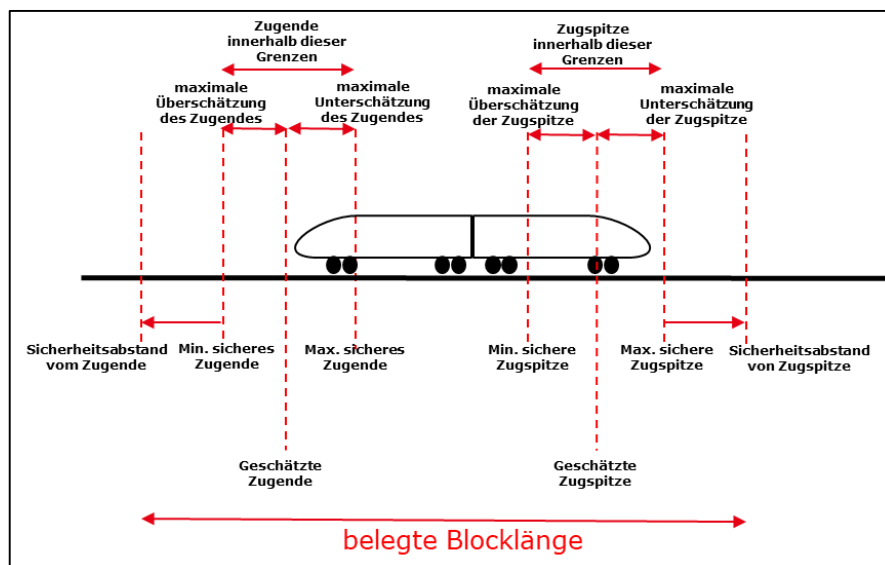 Zugende
innerhalb dieser
Grenzen
Zugspitze
innerhalb dieser
Grenzen
maximale
Überschätzung
des Zugendes
maximale
Unterschätzung
des Zugendes
maximale
Überschätzung
der Zugspitze
maximale
Unterschätzung
der Zugspitze
Sicherheitsabstand
vom Zugende
Min. sicheres
Zugende
Max. sicheres
Zugende
Min. sichere
Zugspitze
Max. sichere
Zugspitze
Sicherheitsabstand
von Zugspitze
Geschätzte
Zugende
Geschätzte
Zugspitze
belegte Blocklänge